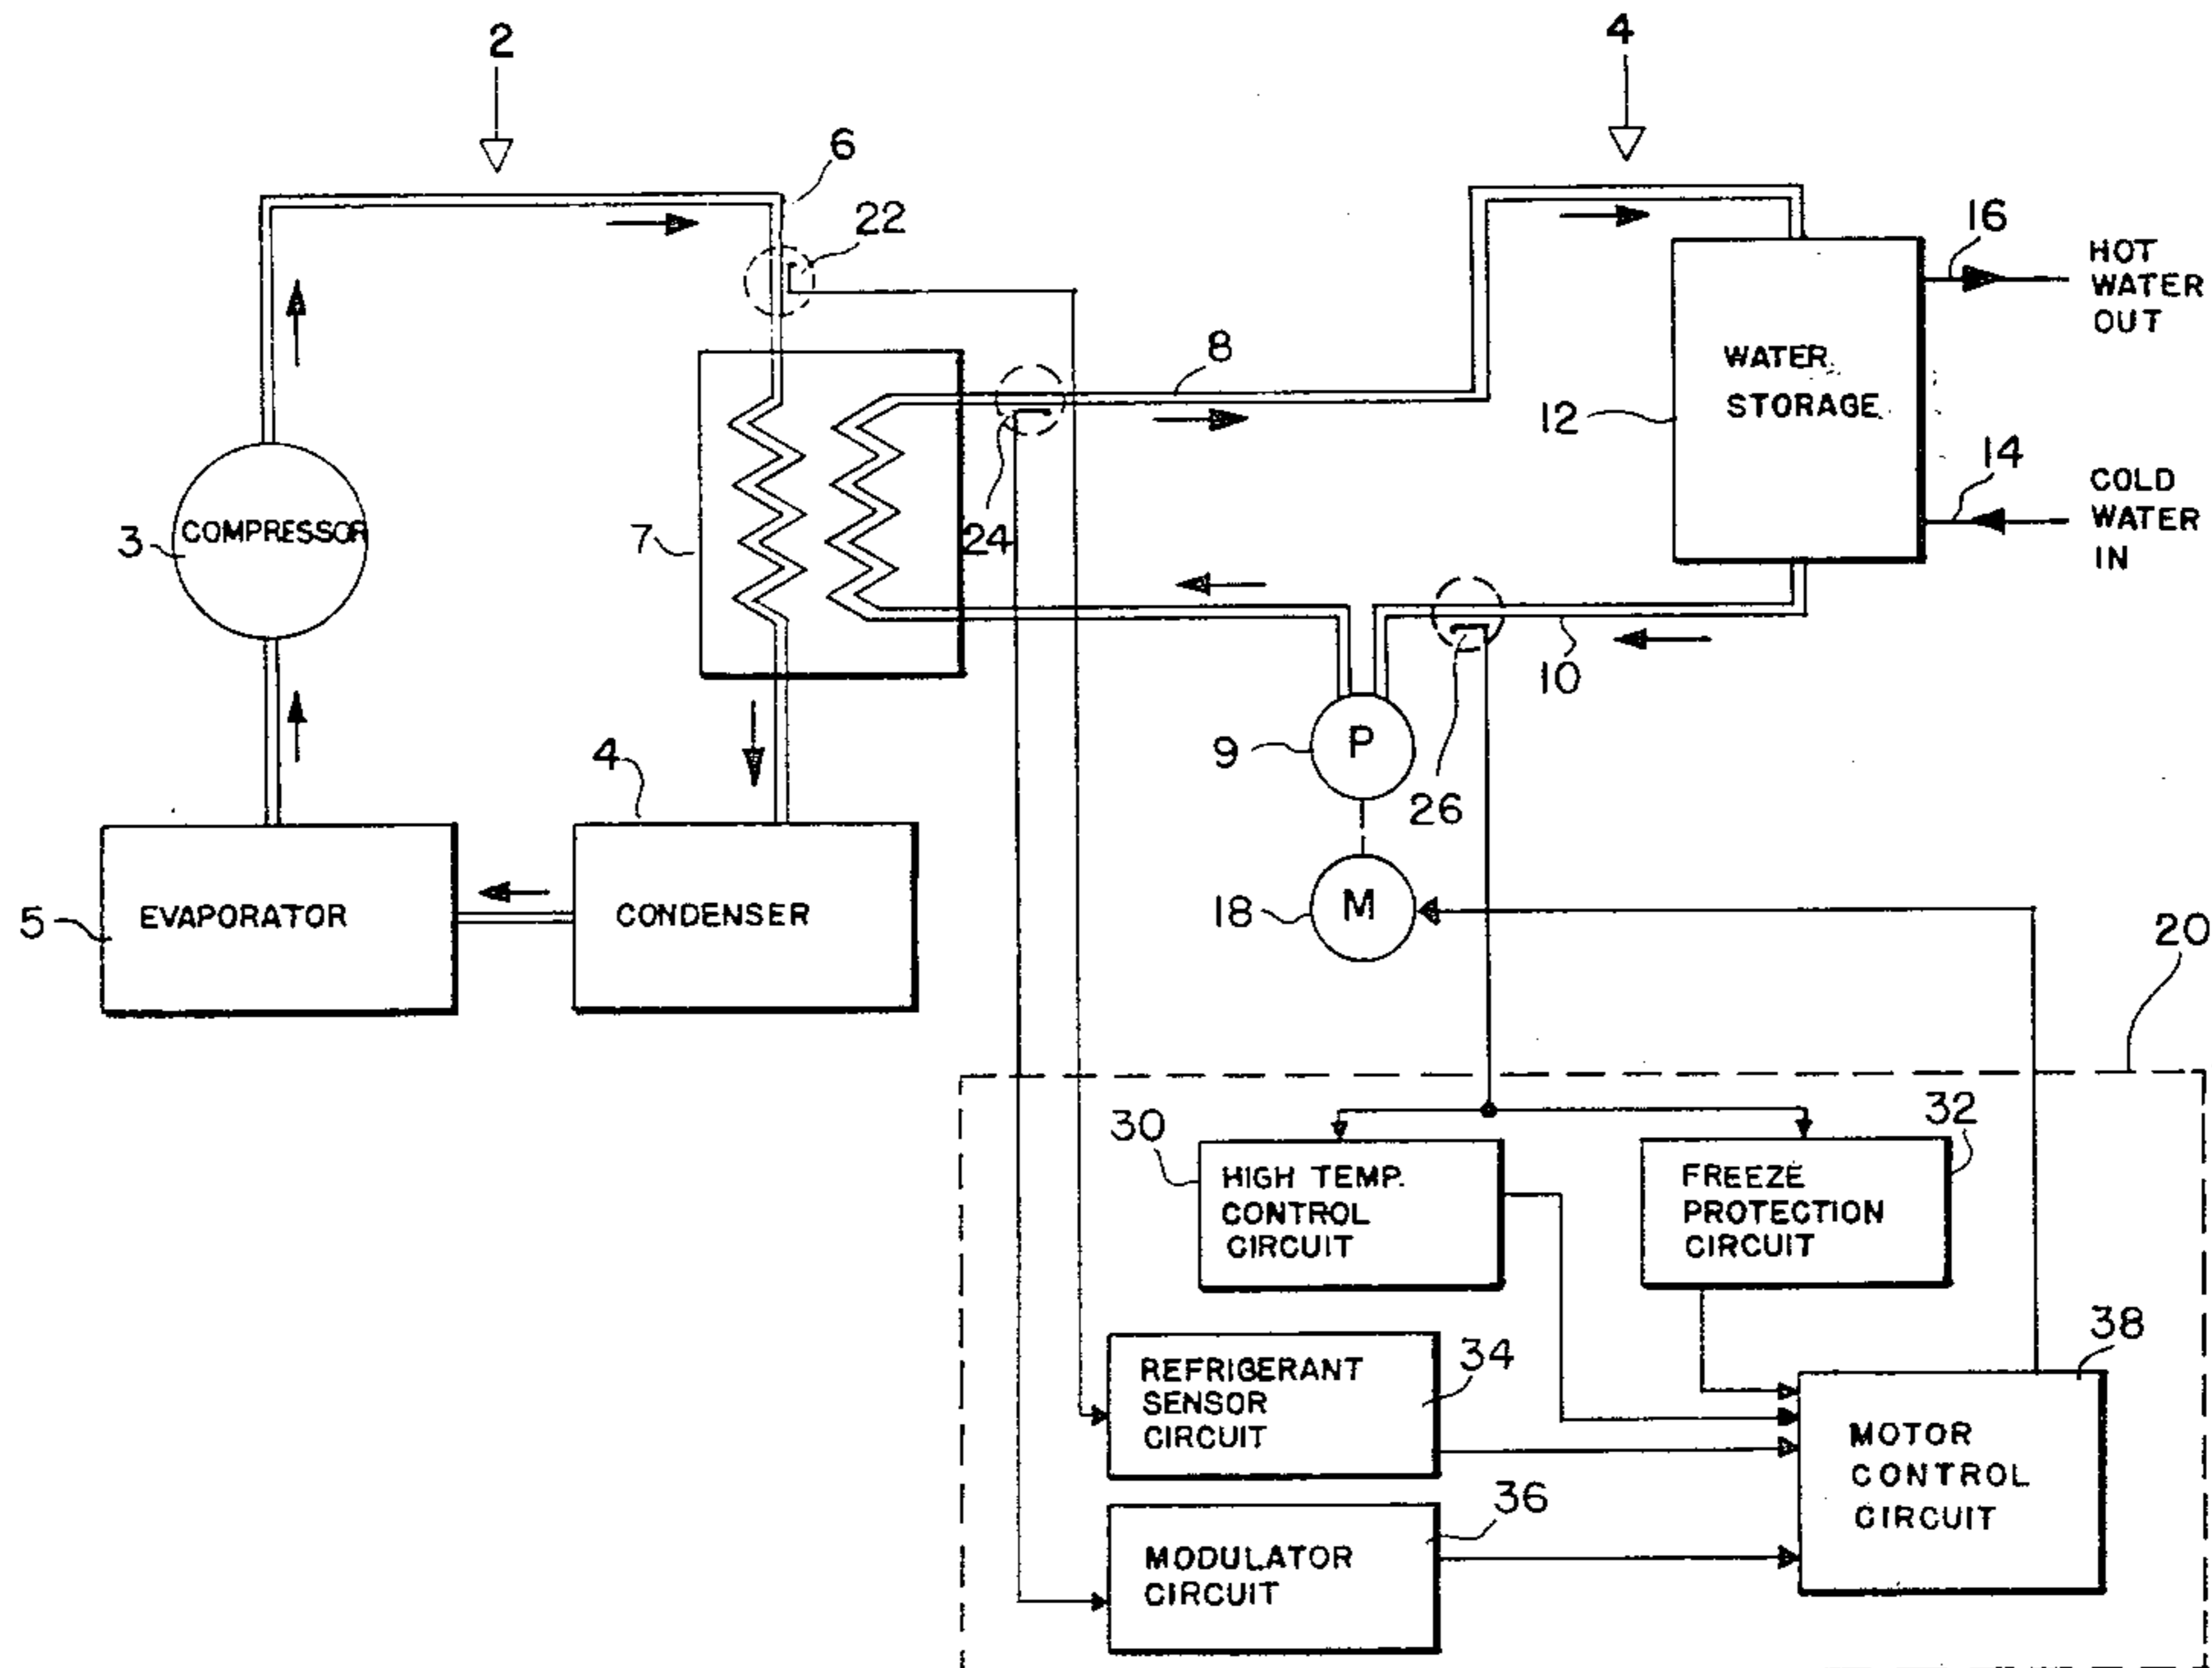 2
4
6
22
16
HOT
WATER
OUT
8
WATER
STORAGE
12
14
COLD
WATER
IN
3
COMPRESSOR
7
24
10
9
P
26
4
18
M
5
EVAPORATOR
CONDENSER
20
30
HIGH TEMP.
CONTROL
CIRCUIT
32
FREEZE
PROTECTION
CIRCUIT
38
REFRIGERANT
SENSOR
CIRCUIT
34
MOTOR
CONTROL
CIRCUIT
36
MODULATOR
CIRCUIT